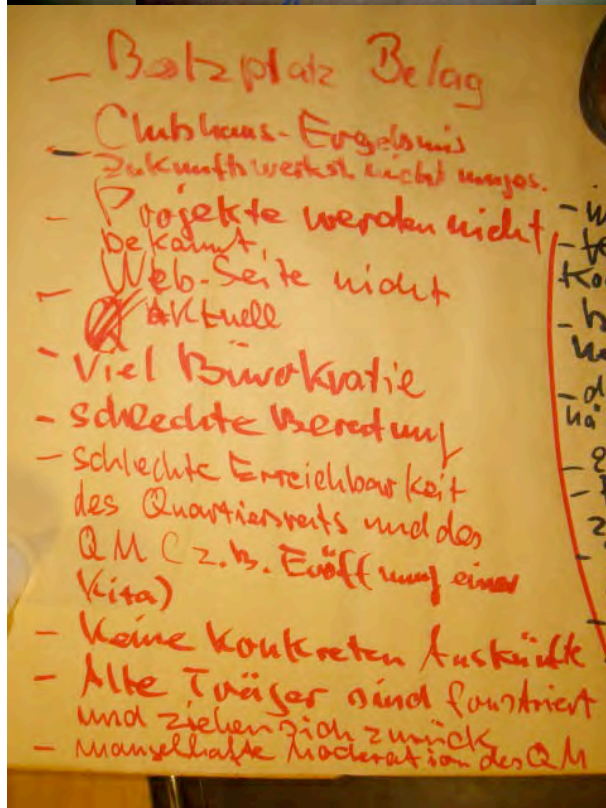 - Bolzplatz Belag
- Clubhaus-Ergebnis
Zukunftswerkst. nicht umges.
- Projekte werden nicht
bekannt,
- Web-Seite nicht
aktuell
- Viel Bürokratie
- schlechte Beratung
- schlechte Erreichbarkeit
des Quartiersrats und des
QM (z.B. Eröffnung einer
Kita)
- Keine konkreten Auskünfte
- Alte Träger sind frustriert
und ziehen sich zurück
- mangelhafte Moderation des QM